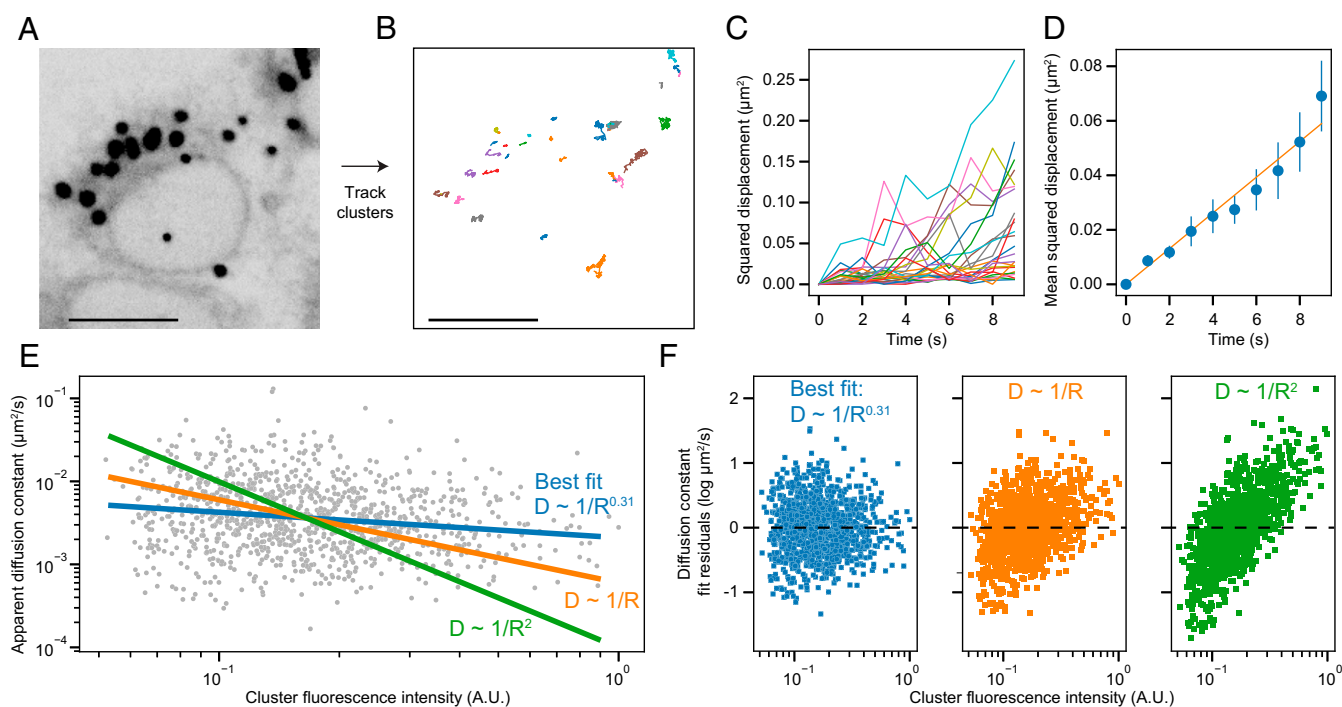 A
B
Track
clusters
C
Squared displacement (µm²)
0.25
0.20
0.15
0.10
0.05
0.00
0 2 4 6 8
Time (s)
D
Mean squared displacement (µm²)
0.08
0.06
0.04
0.02
0.00
0 2 4 6 8
Time (s)
E
Apparent diffusion constant (µm²/s)
10⁻¹
10⁻²
10⁻³
10⁻⁴
Best fit
D ~ 1/R^0.31
D ~ 1/R
D ~ 1/R²
10⁻¹ 10⁰
Cluster fluorescence intensity (A.U.)
F
Diffusion constant
fit residuals (log µm²/s)
2
1
0
-1
Best fit:
D ~ 1/R^0.31
D ~ 1/R
D ~ 1/R²
10⁻¹ 10⁰ 10⁻¹ 10⁰ 10⁻¹ 10⁰
Cluster fluorescence intensity (A.U.)